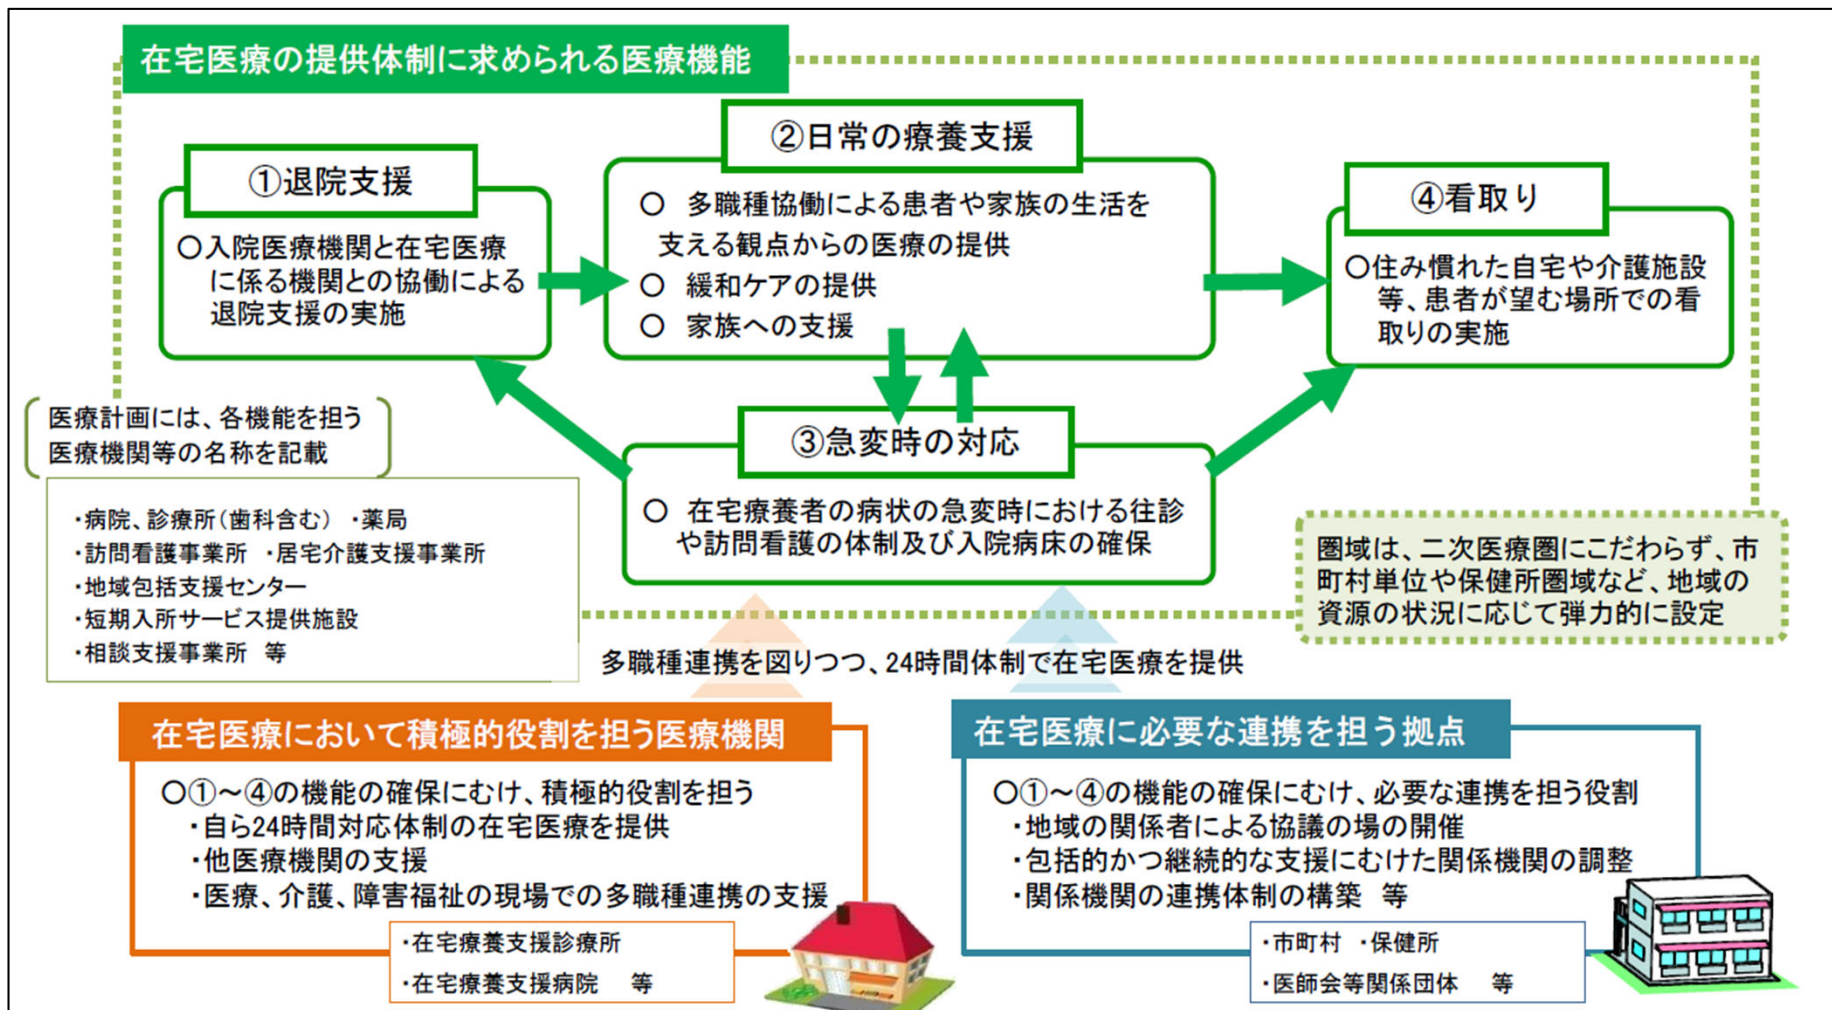 在宅医療の提供体制に求められる医療機能
①退院支援
○入院医療機関と在宅医療
に係る機関との協働による
退院支援の実施
②日常の療養支援
○ 多職種協働による患者や家族の生活を
支える観点からの医療の提供
○ 緩和ケアの提供
○ 家族への支援
④看取り
○住み慣れた自宅や介護施設
等、患者が望む場所での看
取りの実施
③急変時の対応
○ 在宅療養者の病状の急変時における往診
や訪問看護の体制及び入院病床の確保
医療計画には、各機能を担う
医療機関等の名称を記載
・病院、診療所(歯科含む) ・薬局
・訪問看護事業所 ・居宅介護支援事業所
・地域包括支援センター
・短期入所サービス提供施設
・相談支援事業所 等
圏域は、二次医療圏にこだわらず、市
町村単位や保健所圏域など、地域の
資源の状況に応じて弾力的に設定
多職種連携を図りつつ、24時間体制で在宅医療を提供
在宅医療において積極的役割を担う医療機関
○①~④の機能の確保にむけ、積極的役割を担う
・自ら24時間対応体制の在宅医療を提供
・他医療機関の支援
・医療、介護、障害福祉の現場での多職種連携の支援
・在宅療養支援診療所
・在宅療養支援病院 等
在宅医療に必要な連携を担う拠点
○①~④の機能の確保にむけ、必要な連携を担う役割
・地域の関係者による協議の場の開催
・包括的かつ継続的な支援にむけた関係機関の調整
・関係機関の連携体制の構築 等
・市町村 ・保健所
・医師会等関係団体 等